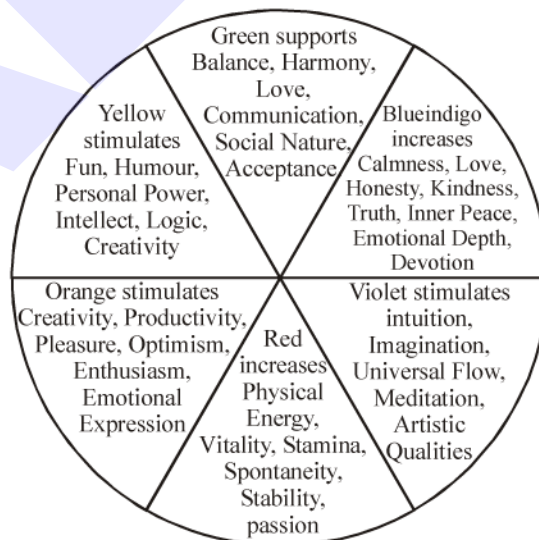 Green supports
Balance, Harmony,
Love,
Communication,
Social Nature,
Acceptance
Yellow
stimulates
Fun, Humour,
Personal Power,
Intellect, Logic,
Creativity
Blueindigo
increases
Calmness, Love,
Honesty, Kindness,
Truth, Inner Peace,
Emotional Depth,
Devotion
Orange stimulates
Creativity, Productivity,
Pleasure, Optimism,
Enthusiasm,
Emotional
Expression
Red
increases
Physical
Energy,
Vitality, Stamina,
Spontaneity,
Stability,
passion
Violet stimulates
intuition,
Imagination,
Universal Flow,
Meditation,
Artistic
Qualities